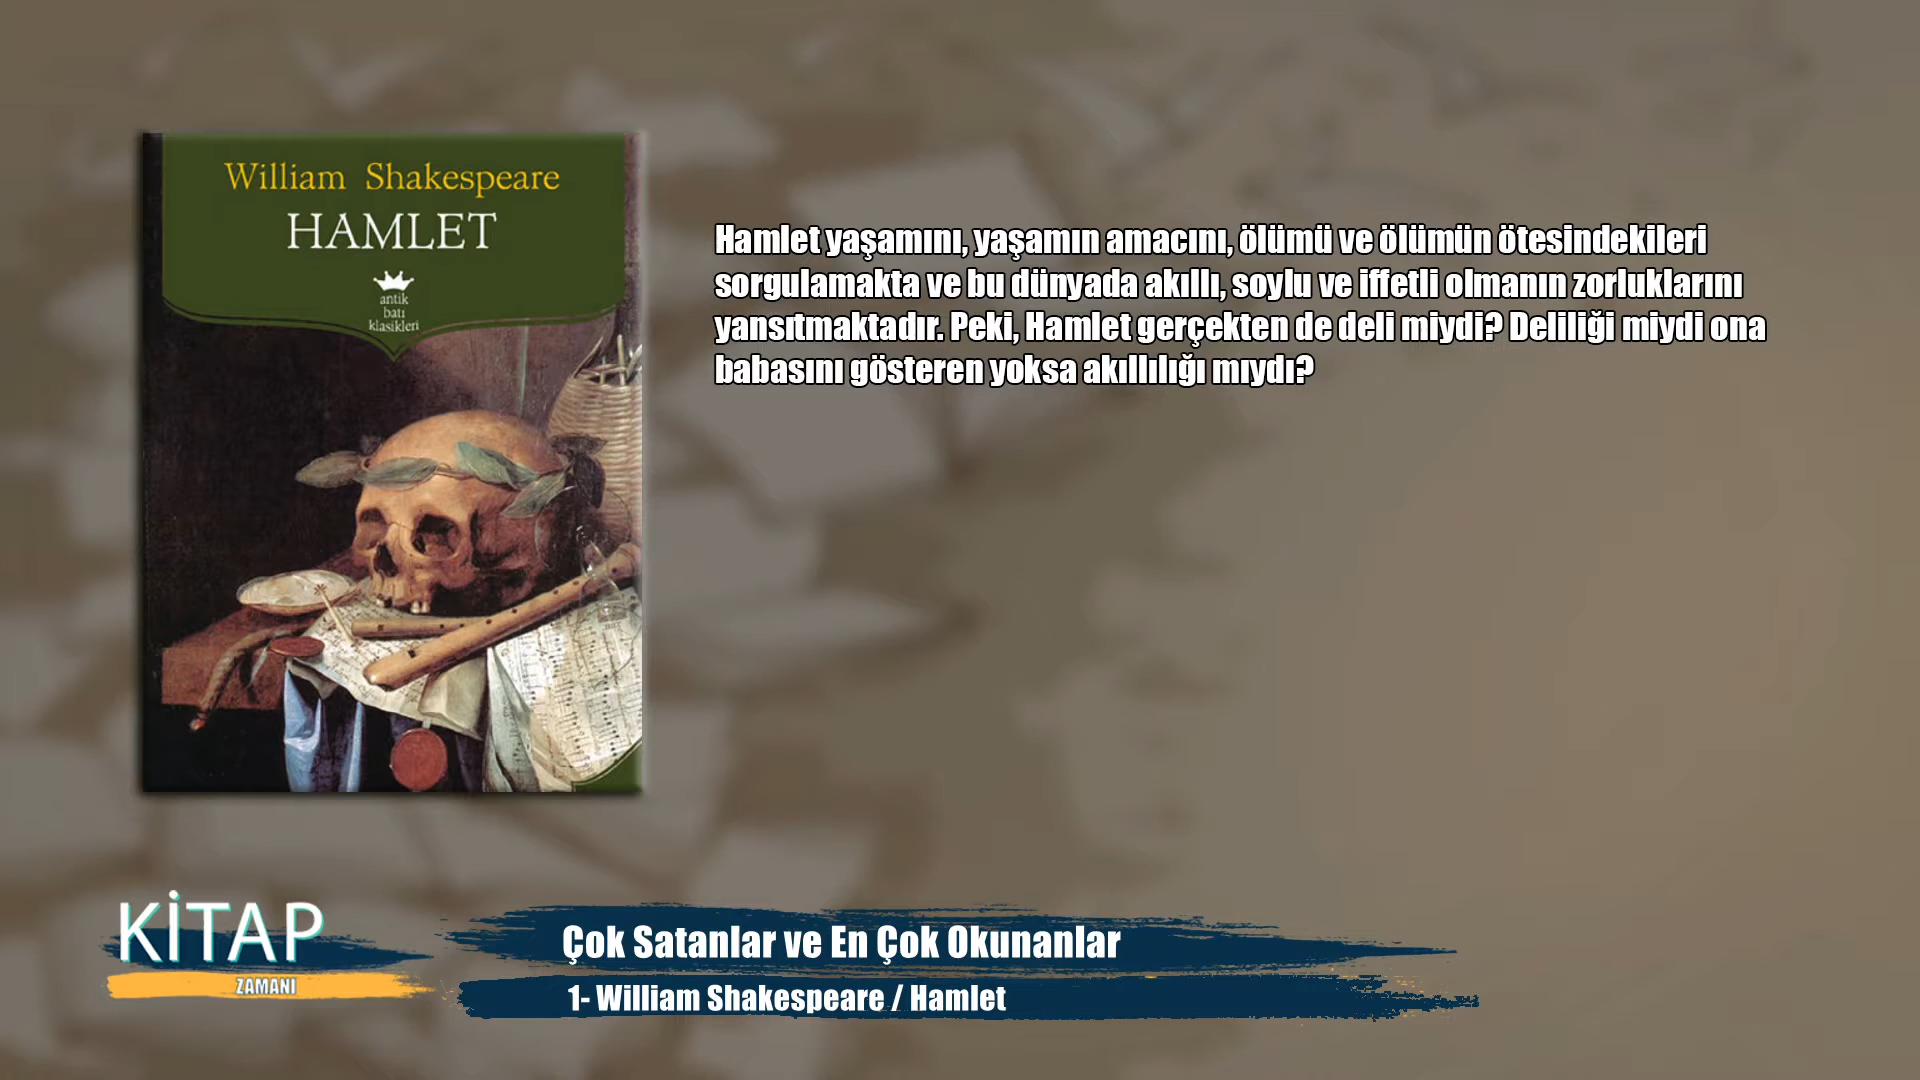 William Shakespeare
HAMLET
antik
batı
klasikleri
Hamlet yaşamını, yaşamın amacını, ölümü ve ölümün ötesindekileri
sorgulamakta ve bu dünyada akıllı, soylu ve iffetli olmanın zorluklarını
yansıtmaktadır. Peki, Hamlet gerçekten de deli miydi? Deliliği miydi ona
babasını gösteren yoksa akıllılığı mıydı?
KİTAP
ZAMANI
Çok Satanlar ve En Çok Okunanlar
1- William Shakespeare / Hamlet